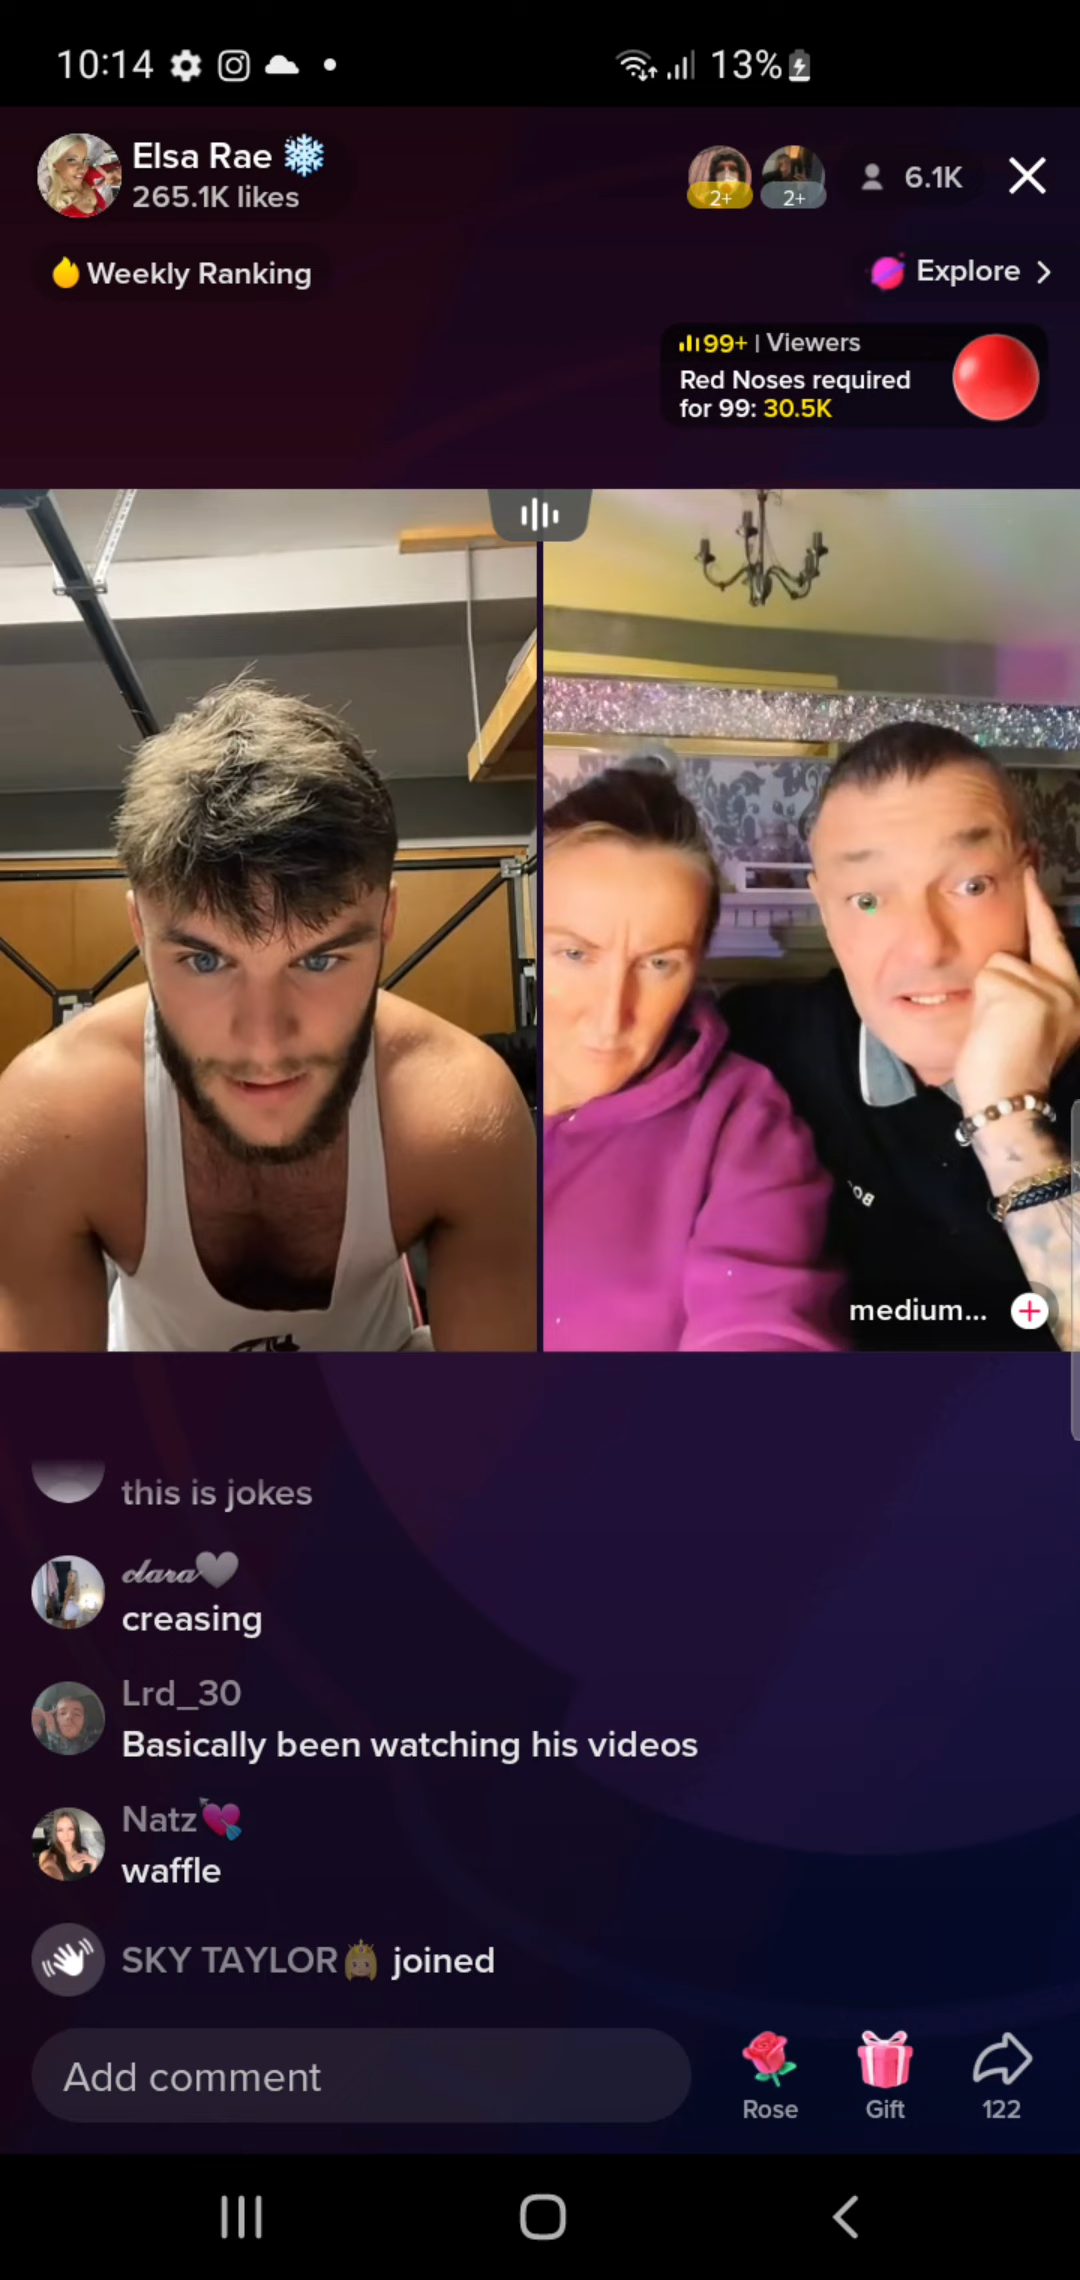 10:14
13%
Elsa Rae ❄️
265.1K likes
2+
2+
6.1K
Weekly Ranking
Explore
99+ | Viewers
Red Noses required
for 99: 30.5K
medium...
this is jokes
𝓬𝓵𝓪𝓻𝓪🤍
creasing
Lrd_30
Basically been watching his videos
Natz💘
waffle
SKY TAYLOR👸🏼 joined
Add comment
Rose
Gift
122